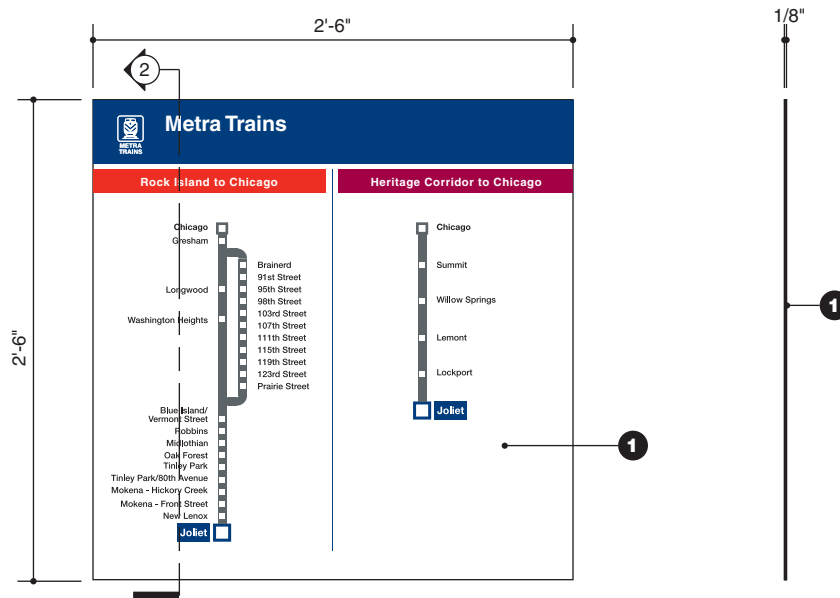 2'-6"
1/8"
2
Metra Trains
METRA
TRAINS
Rock Island to Chicago
Heritage Corridor to Chicago
Chicago
Gresham
Brainerd
91st Street
Longwood
95th Street
98th Street
103rd Street
Washington Heights
107th Street
111th Street
115th Street
119th Street
123rd Street
Prairie Street
Blue Island/
Vermont Street
Robbins
Midlothian
Oak Forest
Tinley Park
Tinley Park/80th Avenue
Mokena - Hickory Creek
Mokena - Front Street
New Lenox
Joliet
Chicago
Summit
Willow Springs
Lemont
Lockport
Joliet
2'-6"
1
1